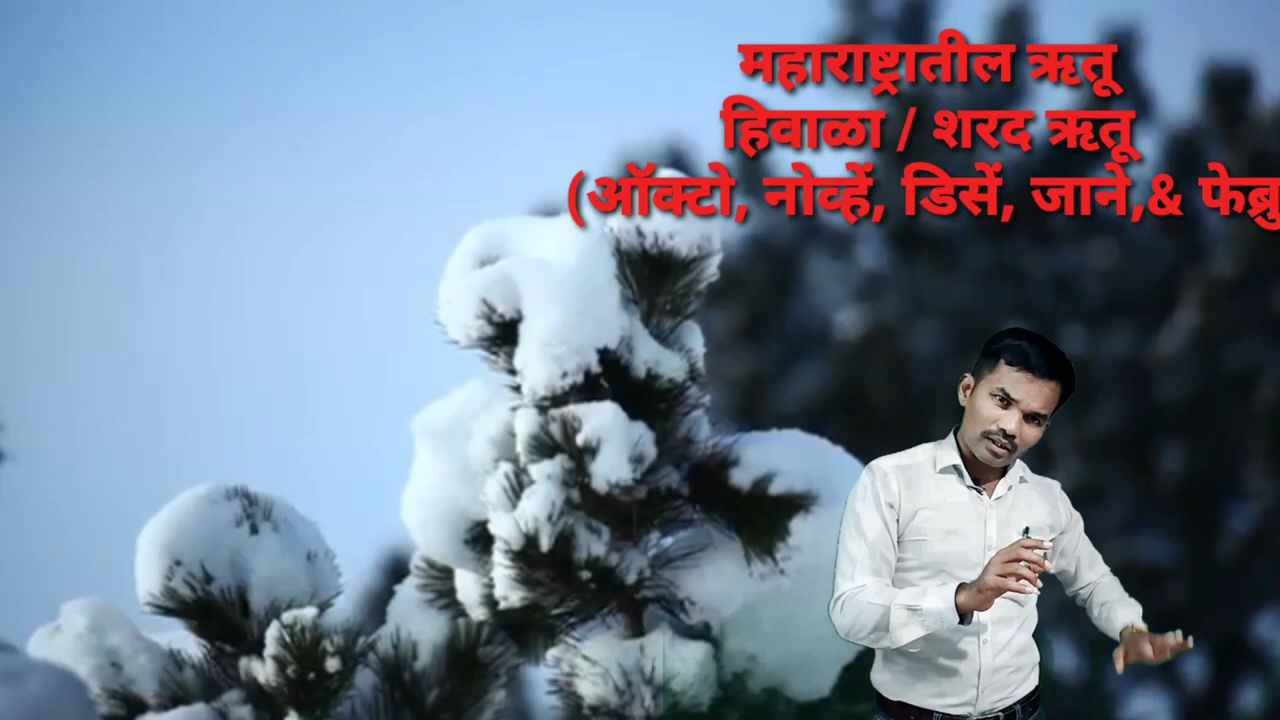 महाराष्ट्रातील ऋतू
हिवाळा / शरद ऋतू
(ऑक्टो, नोव्हें, डिसें, जाने,& फेब्रु